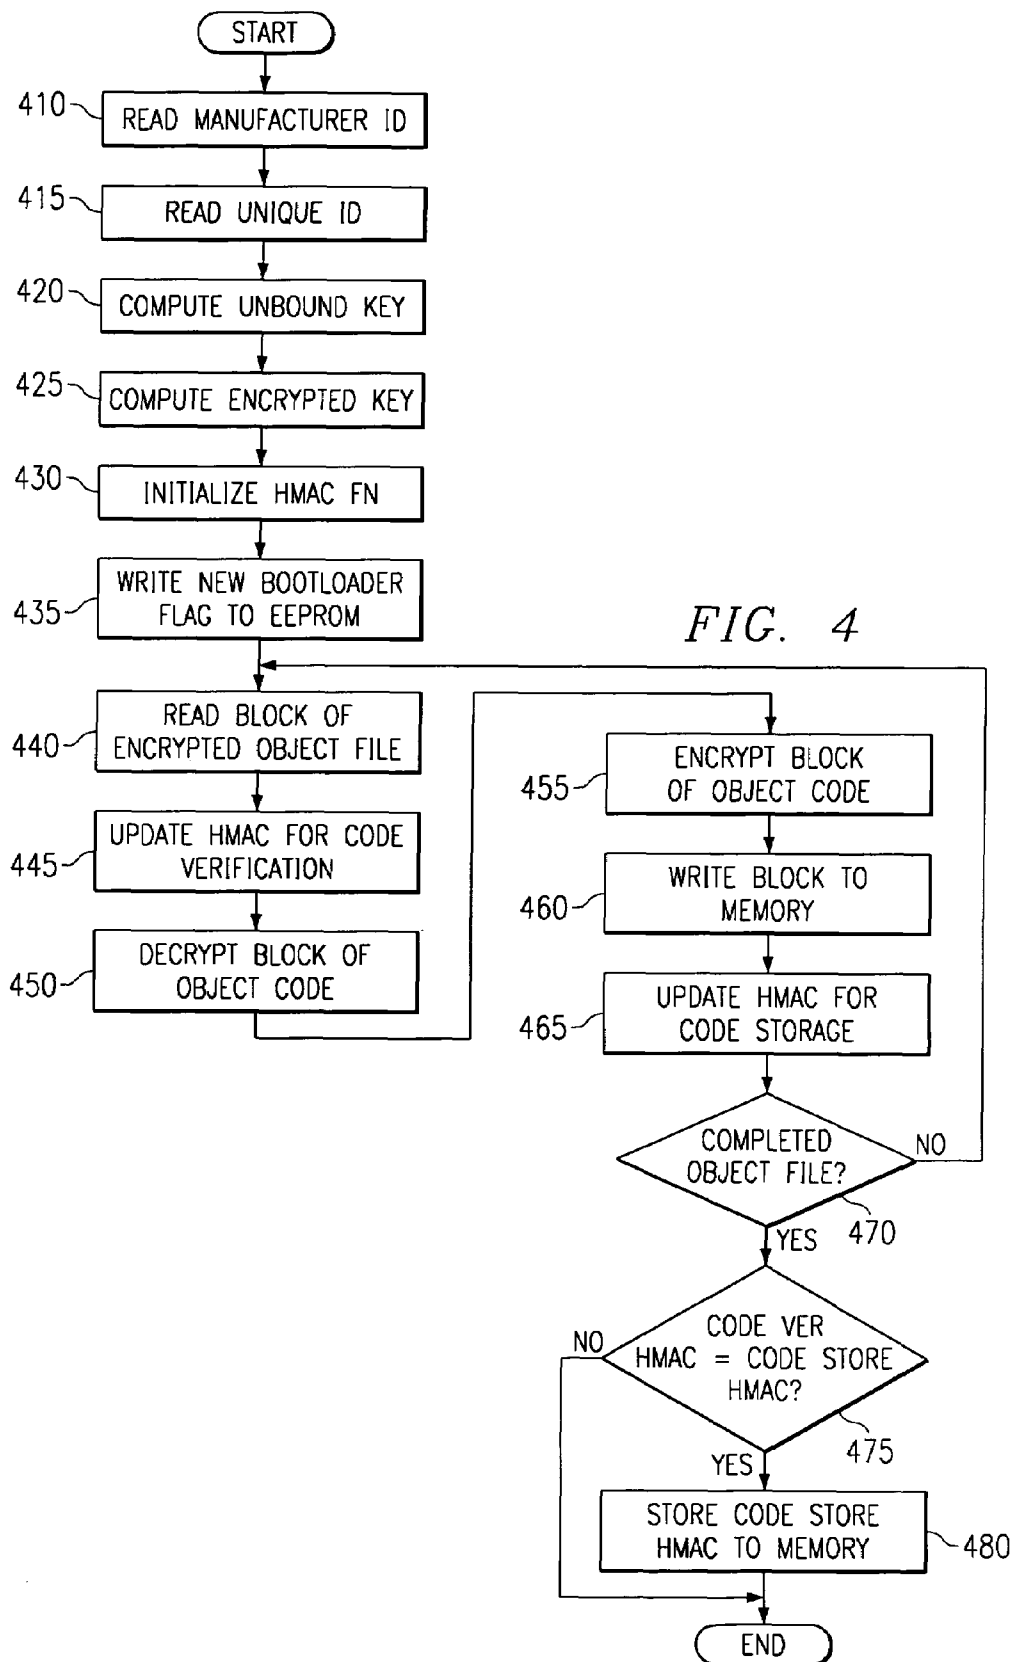 START
410
READ MANUFACTURER ID
415
READ UNIQUE ID
420
COMPUTE UNBOUND KEY
425
COMPUTE ENCRYPTED KEY
430
INITIALIZE HMAC FN
435
WRITE NEW BOOTLOADER
FLAG TO EEPROM
FIG. 4
440
READ BLOCK OF
ENCRYPTED OBJECT FILE
445
UPDATE HMAC FOR CODE
VERIFICATION
450
DECRYPT BLOCK OF
OBJECT CODE
455
ENCRYPT BLOCK
OF OBJECT CODE
460
WRITE BLOCK TO
MEMORY
465
UPDATE HMAC FOR
CODE STORAGE
COMPLETED
OBJECT FILE?
NO
470
YES
CODE VER
HMAC = CODE STORE
HMAC?
NO
475
YES
STORE CODE STORE
HMAC TO MEMORY
480
END